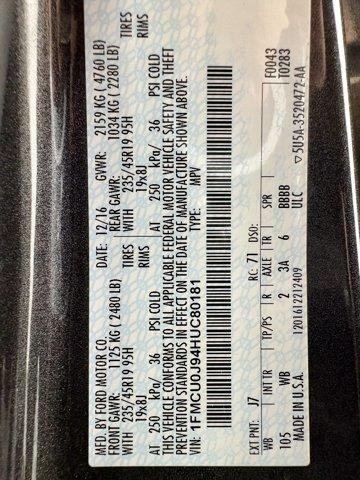 MFD. BY FORD MOTOR CO.
DATE: 12/16 GVWR: 2159 KG ( 4760 LB)
FRONT GAWR: 1125 KG ( 2480 LB) REAR GAWR: 1034 KG ( 2280 LB)
WITH 235/45R19 95H TIRES WITH 235/45R19 95H TIRES
19x8J RIMS 19x8J RIMS
AT 250 kPa/ 36 PSI COLD AT 250 kPa/ 36 PSI COLD
THIS VEHICLE CONFORMS TO ALL APPLICABLE FEDERAL MOTOR VEHICLE SAFETY AND THEFT
PREVENTION STANDARDS IN EFFECT ON THE DATE OF MANUFACTURE SHOWN ABOVE.
VIN: 1FMCU0J94HUC80181 TYPE: MPV
F0043
T0283
EXT PNT: J7 RC: 71 DSO:
WB INT TR TP/PS R AXLE TR SPR
105 WB 2 3A 6 BBBB
MADE IN U.S.A. ULC
1201612212409
5U5A-3520472-AA